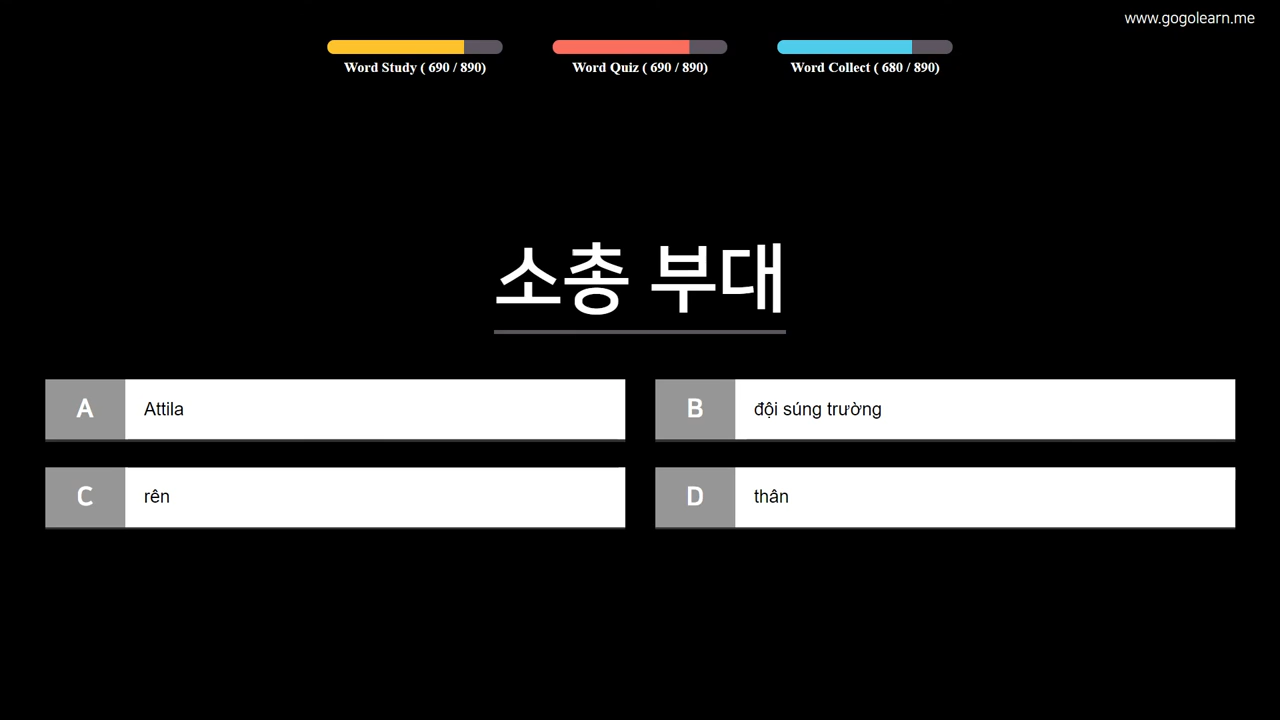 www.gogolearn.me
Word Study ( 690 / 890)
Word Quiz ( 690 / 890)
Word Collect ( 680 / 890)
소총 부대
A Attila
B đội súng trường
C rên
D thân